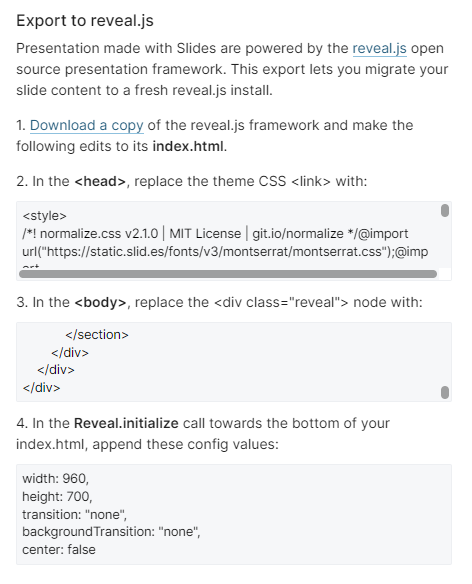 Export to reveal.js
Presentation made with Slides are powered by the reveal.js open
source presentation framework. This export lets you migrate your
slide content to a fresh reveal.js install.
1. Download a copy of the reveal.js framework and make the
following edits to its index.html.
2. In the <head>, replace the theme CSS <link> with:
<style>
/*! normalize.css v2.1.0 | MIT License | git.io/normalize */@import
url("https://static.slid.es/fonts/v3/montserrat/montserrat.css");@imp
ort
3. In the <body>, replace the <div class="reveal"> node with:
</section>
</div>
</div>
</div>
4. In the Reveal.initialize call towards the bottom of your
index.html, append these config values:
width: 960,
height: 700,
transition: "none",
backgroundTransition: "none",
center: false